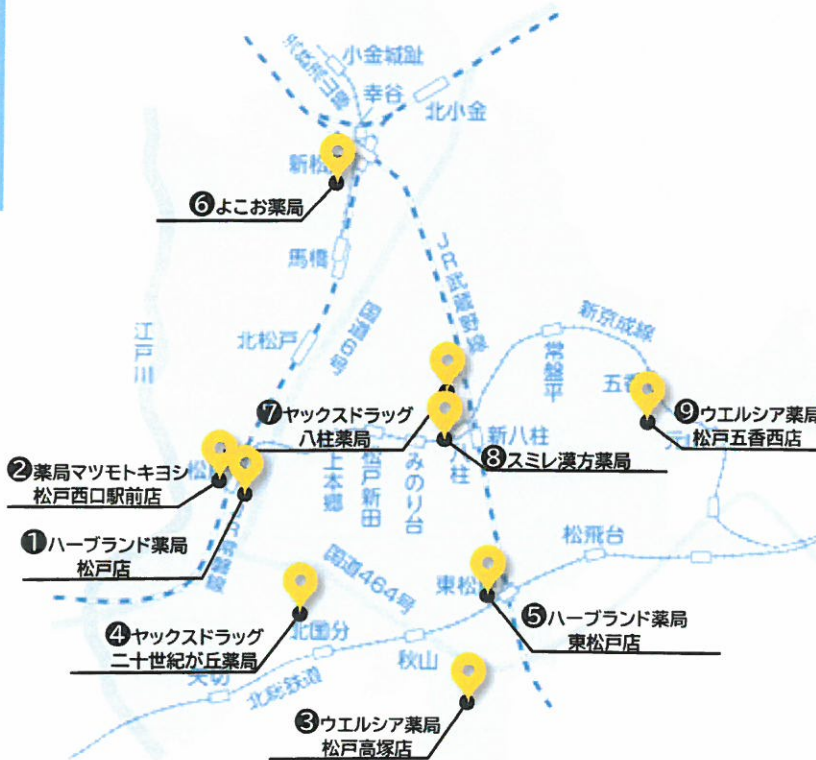 小金城趾
幸谷
北小金
新松
❻よこお薬局
馬橋
JR武蔵野線
国道6号
新京成線
北松戸
江戸川
常盤平
五香
❼ヤックスドラッグ
八柱薬局
❾ウエルシア薬局
松戸五香西店
元
新八柱
八柱
みのり台
松戸新田
上本郷
❽スミレ漢方薬局
松
❷薬局マツモトキヨシ
松戸西口駅前店
❶ハーブランド薬局
松戸店
JR常磐線
国道464号
松飛台
東松
❺ハーブランド薬局
東松戸店
❹ヤックスドラッグ
二十世紀が丘薬局
北国分
秋山
矢切
北総鉄道
❸ウエルシア薬局
松戸高塚店